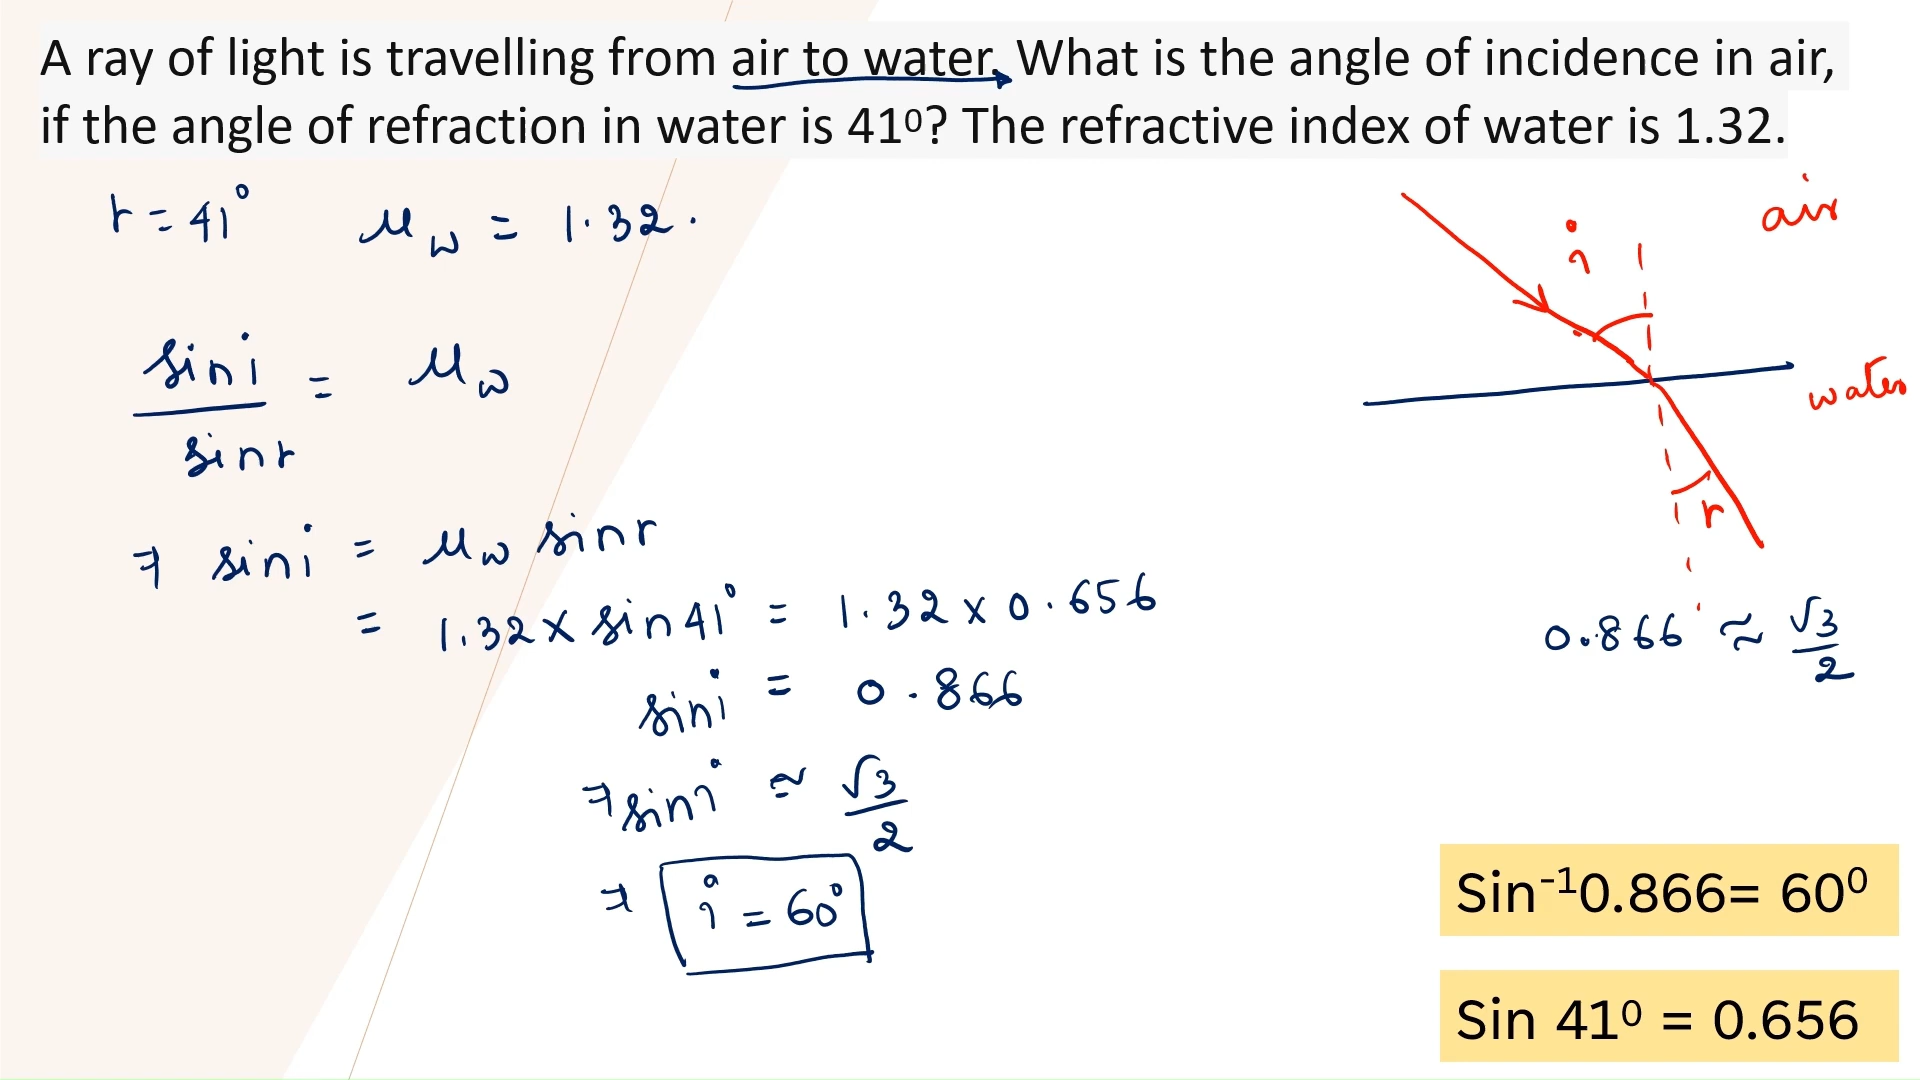 A ray of light is travelling from air to water. What is the angle of incidence in air,
if the angle of refraction in water is 41⁰? The refractive index of water is 1.32.
r = 41° μw = 1.32.
sin i / sin r = μw
⇒ sin i = μw sin r
= 1.32 × sin 41° = 1.32 × 0.656
sin i = 0.866
⇒ sin i ≈ √3/2
⇒ i = 60°
air
i
water
r
0.866 ≈ √3/2
Sin⁻¹0.866= 60⁰
Sin 41⁰ = 0.656